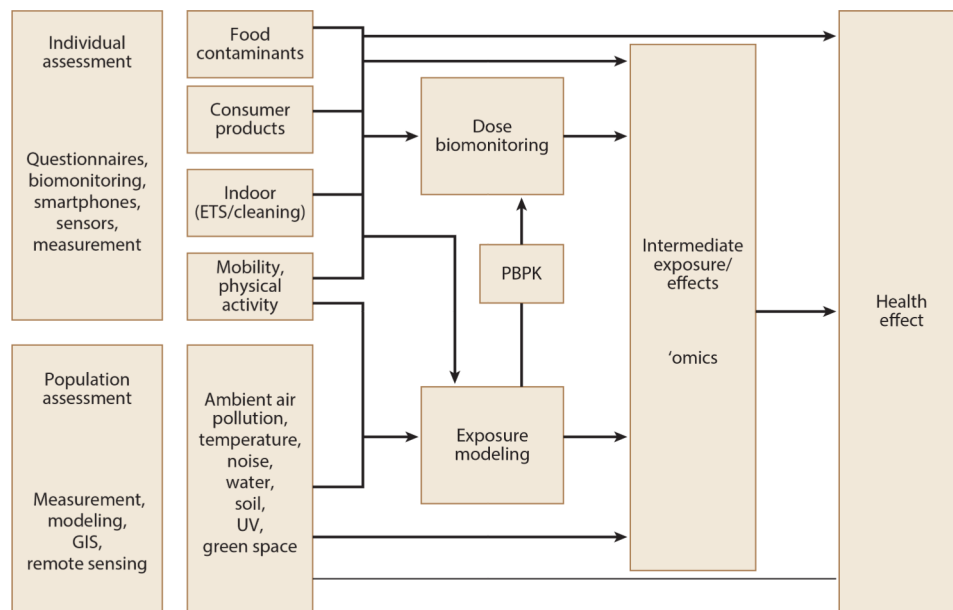 Individual
assessment
Questionnaires,
biomonitoring,
smartphones,
sensors,
measurement
Food
contaminants
Consumer
products
Indoor
(ETS/cleaning)
Mobility,
physical
activity
Population
assessment
Measurement,
modeling,
GIS,
remote sensing
Ambient air
pollution,
temperature,
noise,
water,
soil,
UV,
green space
Dose
biomonitoring
PBPK
Exposure
modeling
Intermediate
exposure/
effects
‘omics
Health
effect